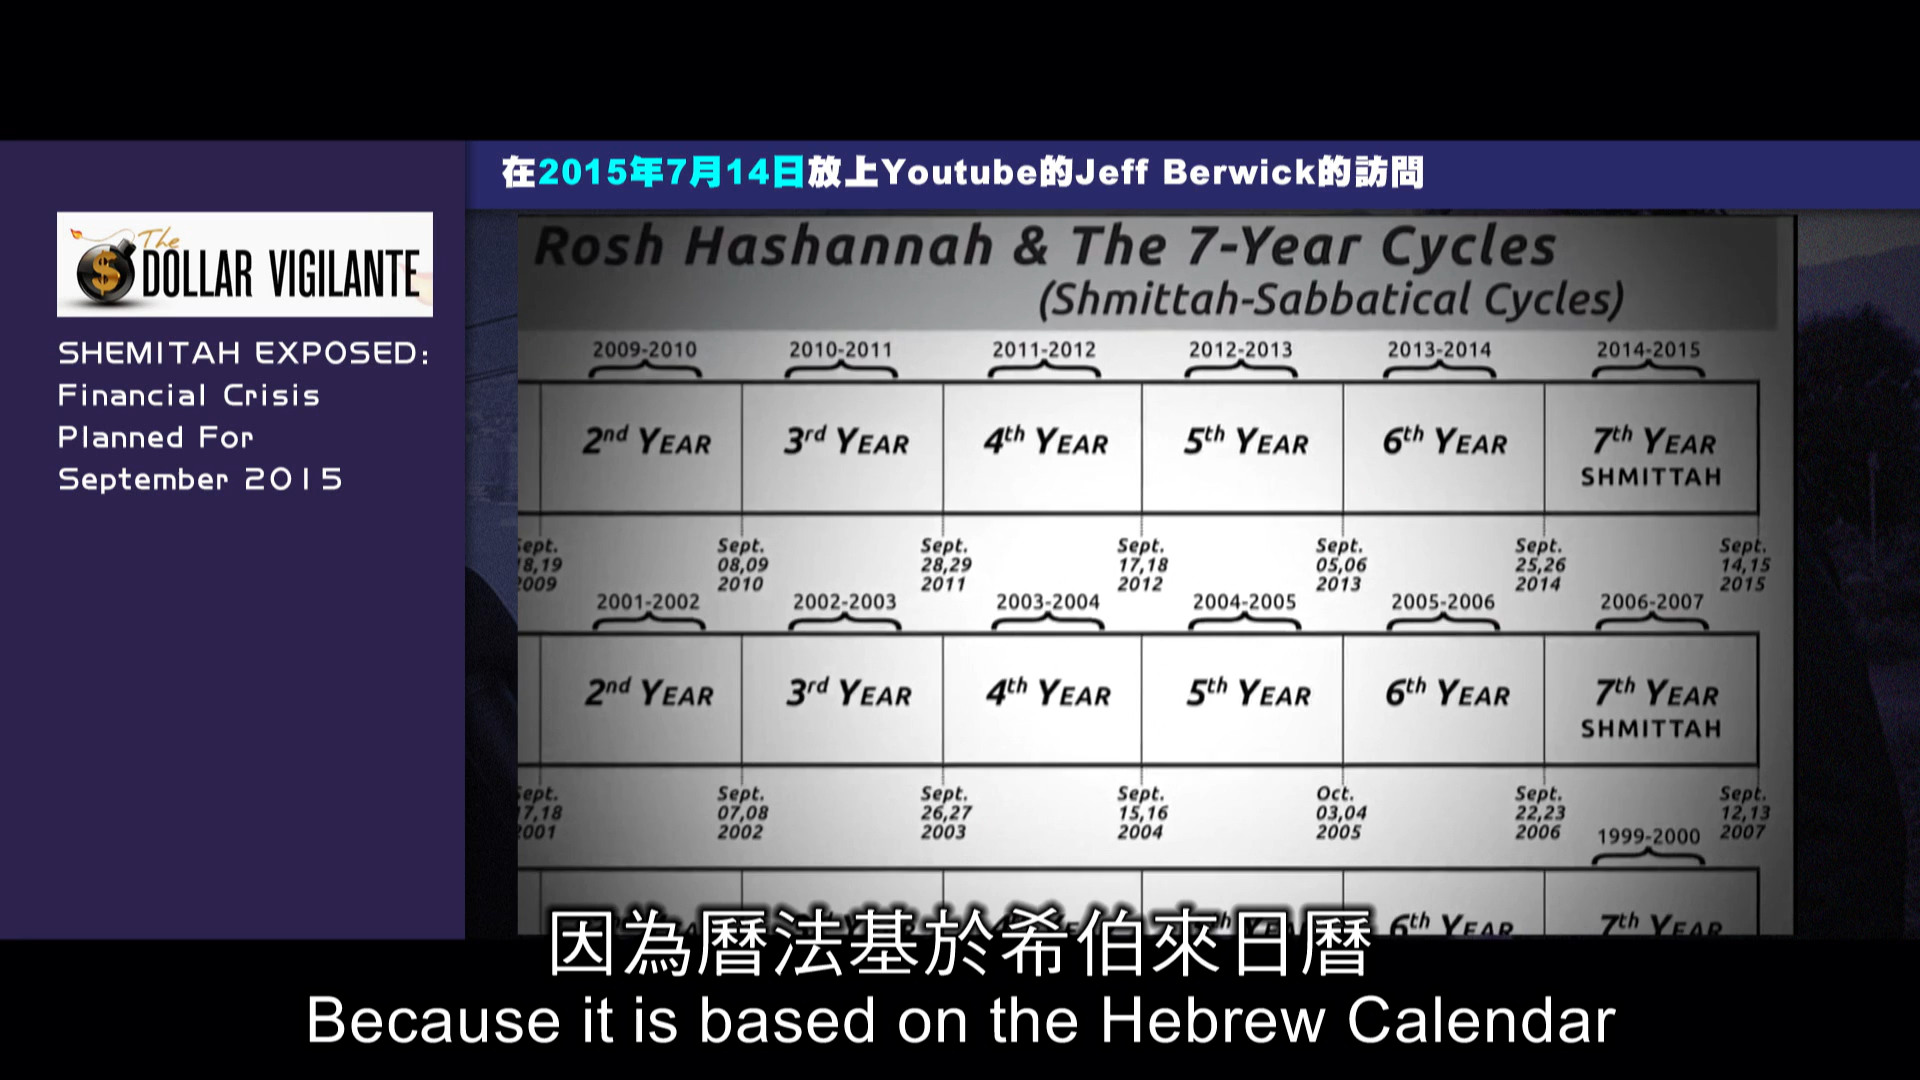 在2015年7月14日放上Youtube的Jeff Berwick的訪問
The
DOLLAR VIGILANTE
SHEMITAH EXPOSED:
Financial Crisis
Planned For
September 2015
Rosh Hashannah & The 7-Year Cycles
(Shmittah-Sabbatical Cycles)
2009-2010 2010-2011 2011-2012 2012-2013 2013-2014 2014-2015
2nd YEAR 3rd YEAR 4th YEAR 5th YEAR 6th YEAR 7th YEAR
SHMITTAH
Sept. Sept. Sept. Sept. Sept. Sept.
08,09 28,29 17,18 05,06 25,26 14,15
2009 2010 2011 2012 2013 2014 2015
2001-2002 2002-2003 2003-2004 2004-2005 2005-2006 2006-2007
2nd YEAR 3rd YEAR 4th YEAR 5th YEAR 6th YEAR 7th YEAR
SHMITTAH
Sept. Sept. Sept. Oct. Sept. Sept.
07,08 26,27 15,16 03,04 22,23 12,13
2001 2002 2003 2004 2005 2006 2007
1999-2000
6th YEAR 7th YEAR
因為曆法基於希伯來日曆
Because it is based on the Hebrew Calendar